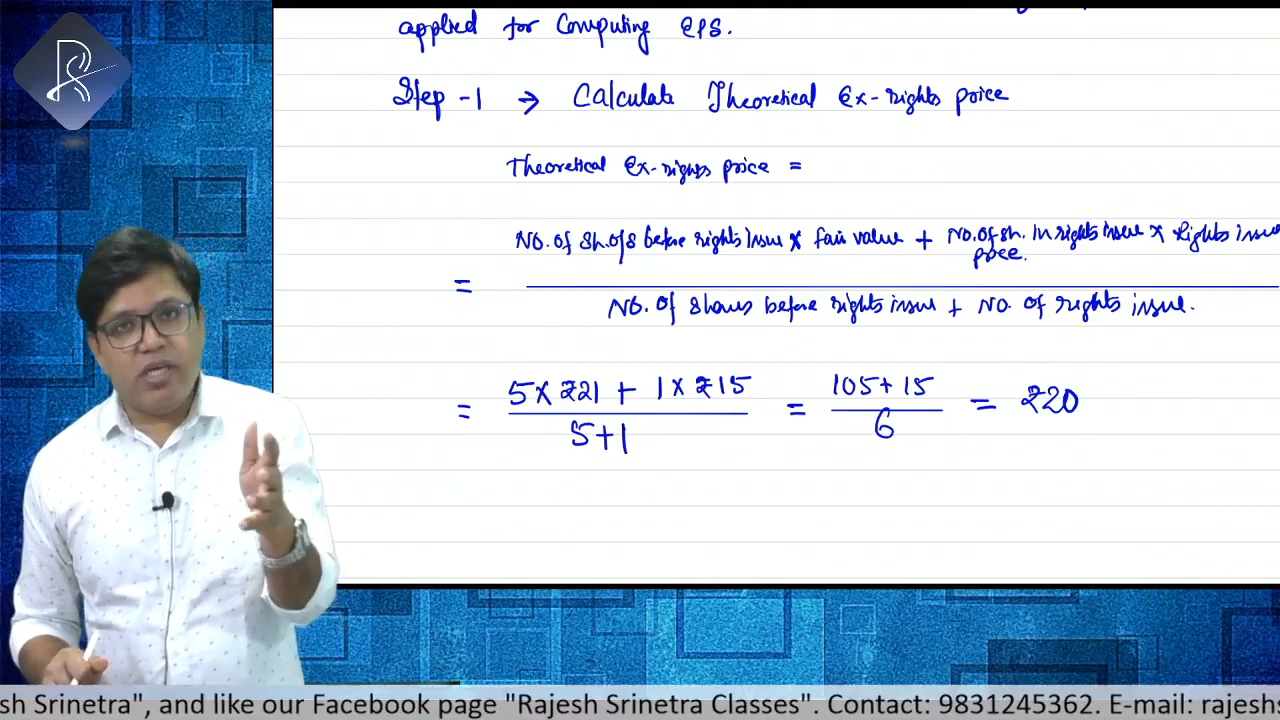 applied for Computing EPS.
Step -1 → Calculate Theoretical Ex-rights price
Theoretical Ex-rights price =
No. of sh. o/s before rights issue × fair value + No. of sh. in rights issue × Rights issue
price.
=
No. of shares before rights issue + No. of rights issue.
= 5×₹21 + 1×₹15 = 105+15 = ₹20
5+1 6
sh Srinetra", and like our Facebook page "Rajesh Srinetra Classes". Contact: 9831245362. E-mail: rajeshs